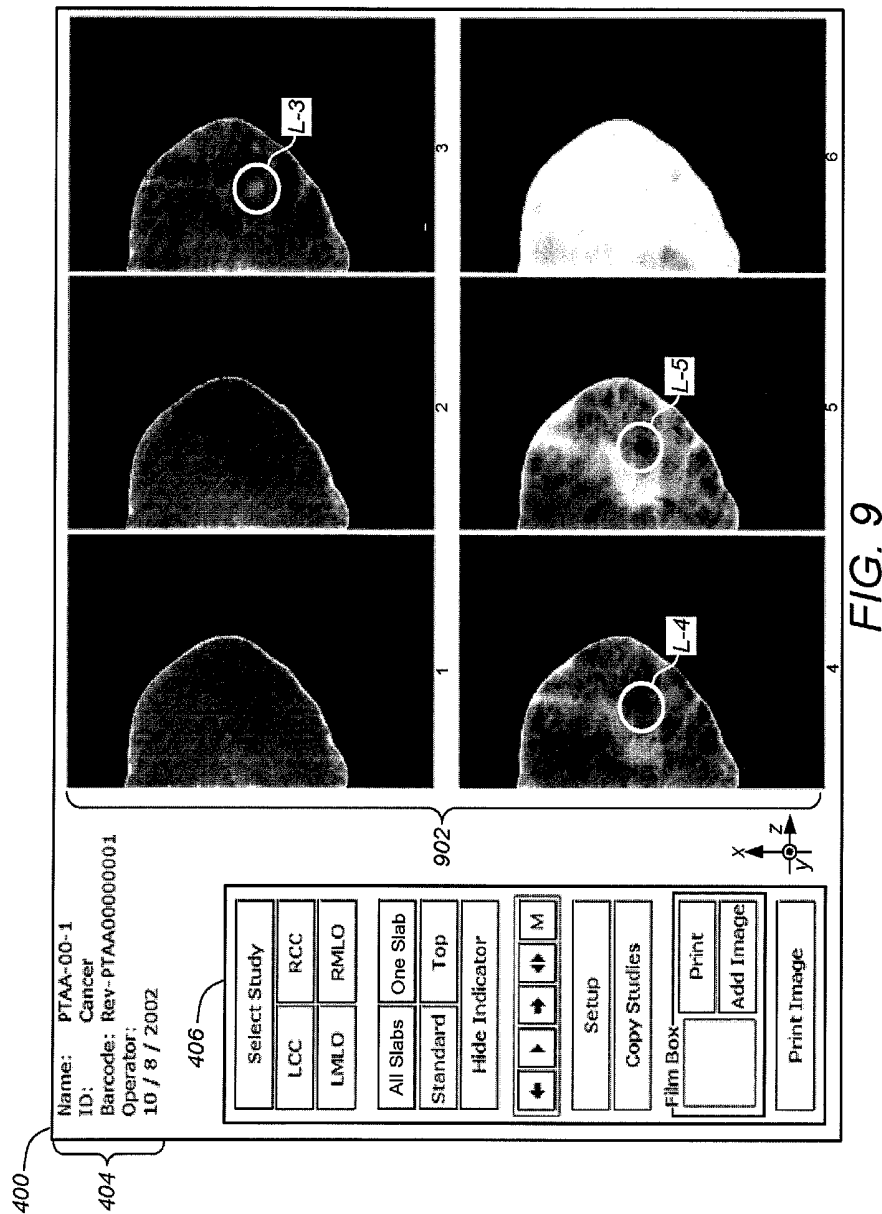 400
404
Name: PTAA-00-1
ID: Cancer
Barcode: Rev-PTAA00000001
Operator:
10 / 8 / 2002
406
Select Study
LCC RCC
LMLO RMLO
All Slabs One Slab
Standard Top
Hide Indicator
M
Setup
Copy Studies
Film Box
Print
Add Image
Print Image
x
y
z
902
1
2
3
L-3
4
L-4
5
L-5
6
FIG. 9